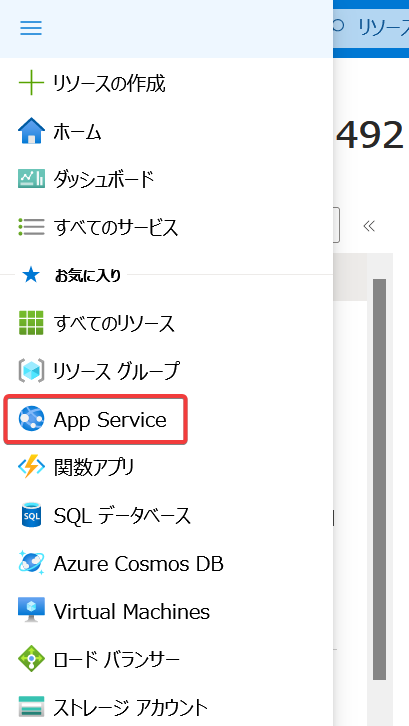 リソース
492
«
リソースの作成
ホーム
ダッシュボード
すべてのサービス
お気に入り
すべてのリソース
リソース グループ
App Service
関数アプリ
SQL データベース
Azure Cosmos DB
Virtual Machines
ロード バランサー
ストレージ アカウント